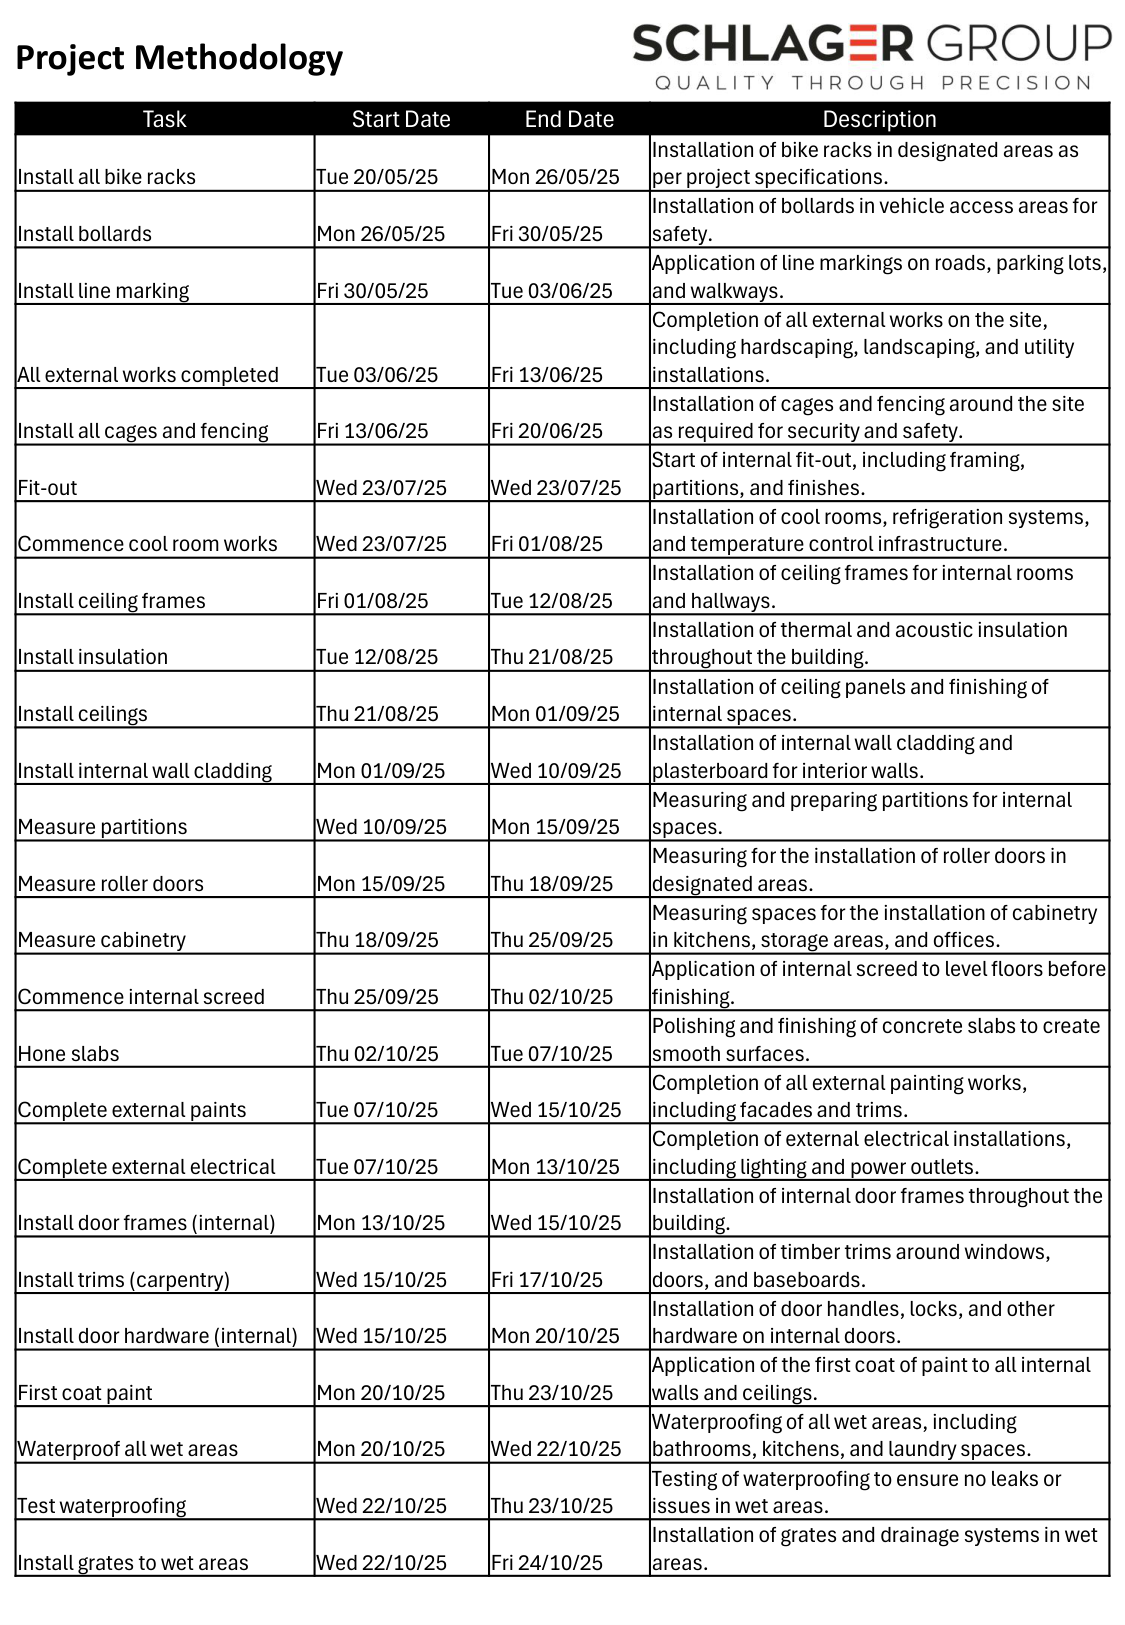 Project Methodology
SCHLAGER GROUP
QUALITY THROUGH PRECISION
Task Start Date End Date Description
Install all bike racks Tue 20/05/25 Mon 26/05/25 Installation of bike racks in designated areas as
per project specifications.
Install bollards Mon 26/05/25 Fri 30/05/25 Installation of bollards in vehicle access areas for
safety.
Install line marking Fri 30/05/25 Tue 03/06/25 Application of line markings on roads, parking lots,
and walkways.
All external works completed Tue 03/06/25 Fri 13/06/25 Completion of all external works on the site,
including hardscaping, landscaping, and utility
installations.
Install all cages and fencing Fri 13/06/25 Fri 20/06/25 Installation of cages and fencing around the site
as required for security and safety.
Fit-out Wed 23/07/25 Wed 23/07/25 Start of internal fit-out, including framing,
partitions, and finishes.
Commence cool room works Wed 23/07/25 Fri 01/08/25 Installation of cool rooms, refrigeration systems,
and temperature control infrastructure.
Install ceiling frames Fri 01/08/25 Tue 12/08/25 Installation of ceiling frames for internal rooms
and hallways.
Install insulation Tue 12/08/25 Thu 21/08/25 Installation of thermal and acoustic insulation
throughout the building.
Install ceilings Thu 21/08/25 Mon 01/09/25 Installation of ceiling panels and finishing of
internal spaces.
Install internal wall cladding Mon 01/09/25 Wed 10/09/25 Installation of internal wall cladding and
plasterboard for interior walls.
Measure partitions Wed 10/09/25 Mon 15/09/25 Measuring and preparing partitions for internal
spaces.
Measure roller doors Mon 15/09/25 Thu 18/09/25 Measuring for the installation of roller doors in
designated areas.
Measure cabinetry Thu 18/09/25 Thu 25/09/25 Measuring spaces for the installation of cabinetry
in kitchens, storage areas, and offices.
Commence internal screed Thu 25/09/25 Thu 02/10/25 Application of internal screed to level floors before
finishing.
Hone slabs Thu 02/10/25 Tue 07/10/25 Polishing and finishing of concrete slabs to create
smooth surfaces.
Complete external paints Tue 07/10/25 Wed 15/10/25 Completion of all external painting works,
including facades and trims.
Complete external electrical Tue 07/10/25 Mon 13/10/25 Completion of external electrical installations,
including lighting and power outlets.
Install door frames (internal) Mon 13/10/25 Wed 15/10/25 Installation of internal door frames throughout the
building.
Install trims (carpentry) Wed 15/10/25 Fri 17/10/25 Installation of timber trims around windows,
doors, and baseboards.
Install door hardware (internal) Wed 15/10/25 Mon 20/10/25 Installation of door handles, locks, and other
hardware on internal doors.
First coat paint Mon 20/10/25 Thu 23/10/25 Application of the first coat of paint to all internal
walls and ceilings.
Waterproof all wet areas Mon 20/10/25 Wed 22/10/25 Waterproofing of all wet areas, including
bathrooms, kitchens, and laundry spaces.
Test waterproofing Wed 22/10/25 Thu 23/10/25 Testing of waterproofing to ensure no leaks or
issues in wet areas.
Install grates to wet areas Wed 22/10/25 Fri 24/10/25 Installation of grates and drainage systems in wet
areas.